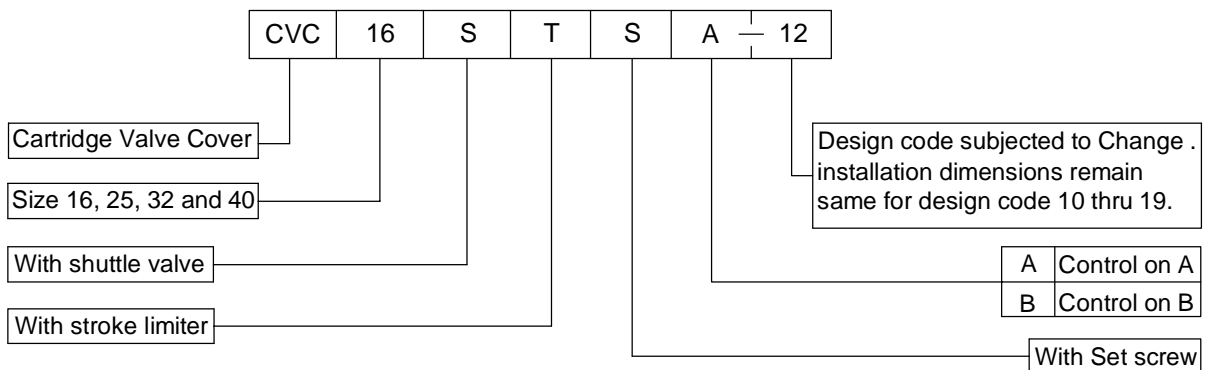 CVC 16 S T S A — 12
Cartridge Valve Cover
Size 16, 25, 32 and 40
With shuttle valve
With stroke limiter
Design code subjected to Change .
installation dimensions remain
same for design code 10 thru 19.
A Control on A
B Control on B
With Set screw